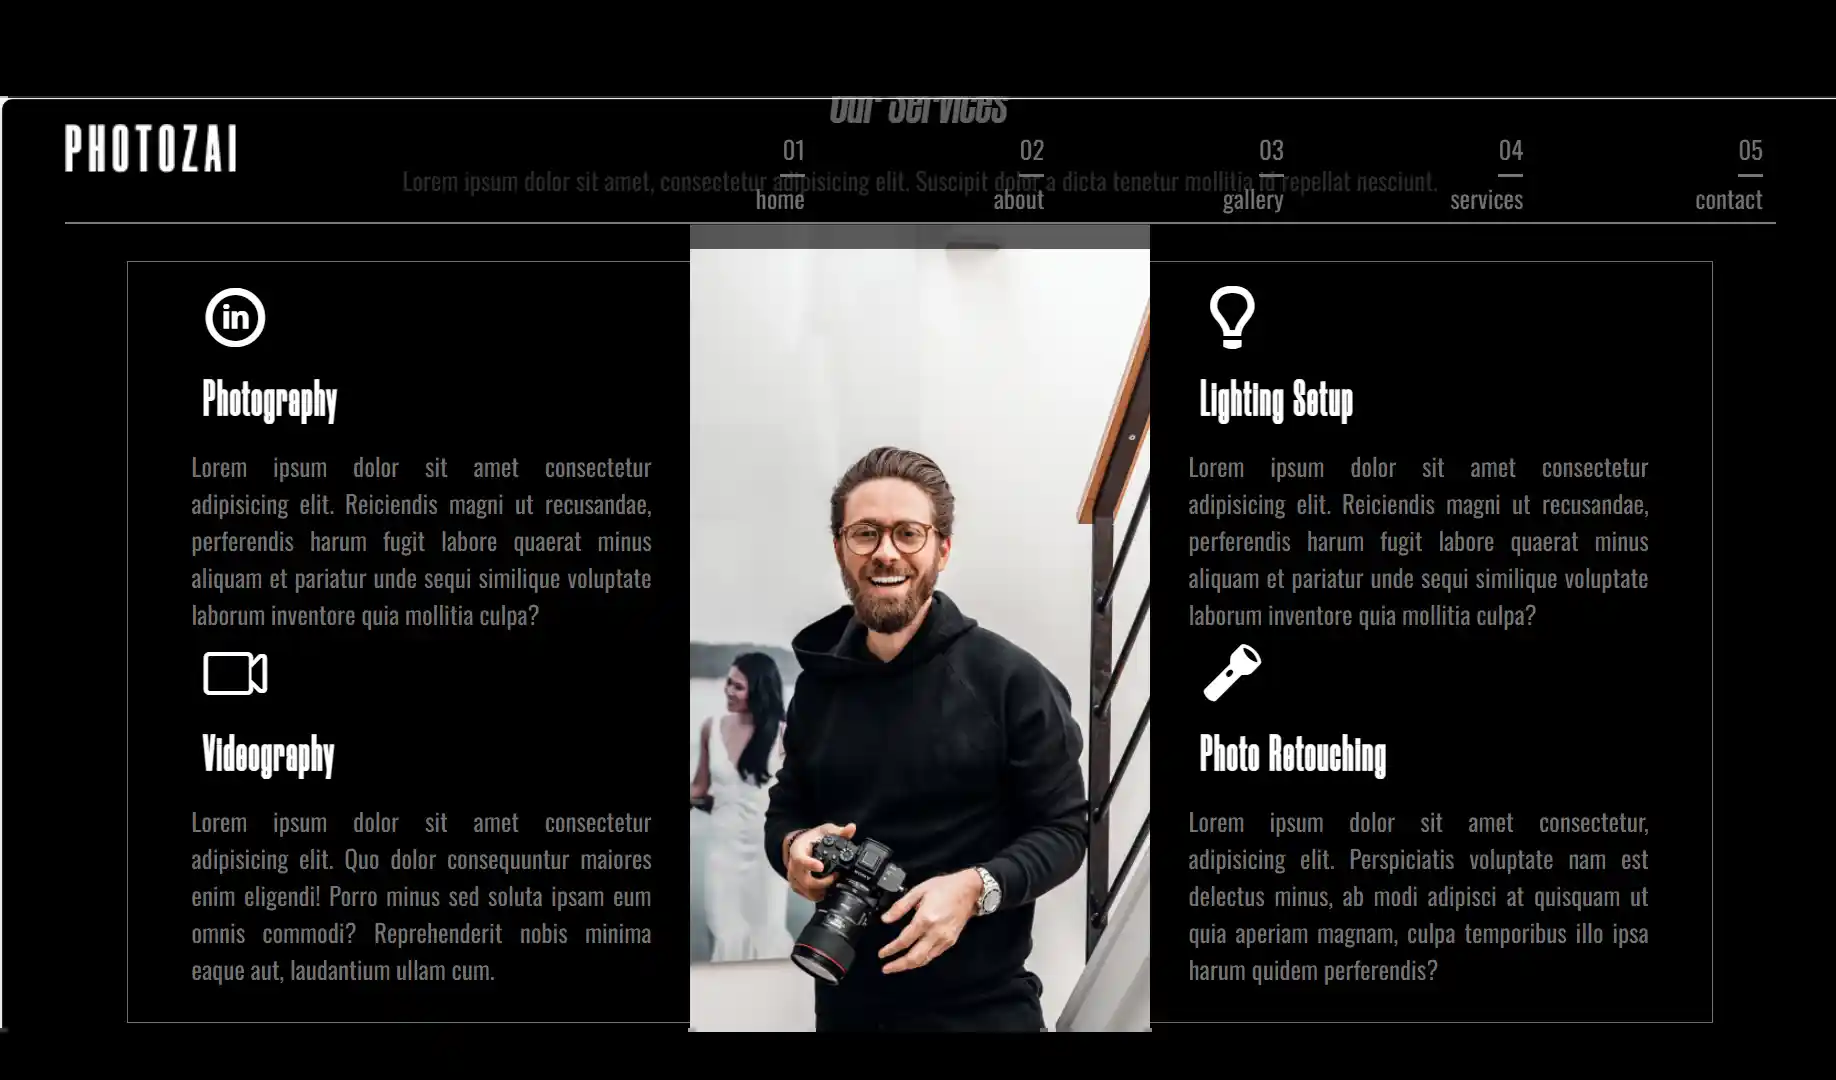 Our Services
PHOTOZAI
01
02
03
04
05
Lorem ipsum dolor sit amet, consectetur adipisicing elit. Suscipit dolor a dicta tenetur mollitia id repellat nesciunt.
home
about
gallery
services
contact
in
Photography
Lorem ipsum dolor sit amet consectetur
adipisicing elit. Reiciendis magni ut recusandae,
perferendis harum fugit labore quaerat minus
aliquam et pariatur unde sequi similique voluptate
laborum inventore quia mollitia culpa?
Videography
Lorem ipsum dolor sit amet consectetur
adipisicing elit. Quo dolor consequuntur maiores
enim eligendi! Porro minus sed soluta ipsam eum
omnis commodi? Reprehenderit nobis minima
eaque aut, laudantium ullam cum.
SONY
Lighting Setup
Lorem ipsum dolor sit amet consectetur
adipisicing elit. Reiciendis magni ut recusandae,
perferendis harum fugit labore quaerat minus
aliquam et pariatur unde sequi similique voluptate
laborum inventore quia mollitia culpa?
Photo Retouching
Lorem ipsum dolor sit amet consectetur,
adipisicing elit. Perspiciatis voluptate nam est
delectus minus, ab modi adipisci at quisquam ut
quia aperiam magnam, culpa temporibus illo ipsa
harum quidem perferendis?